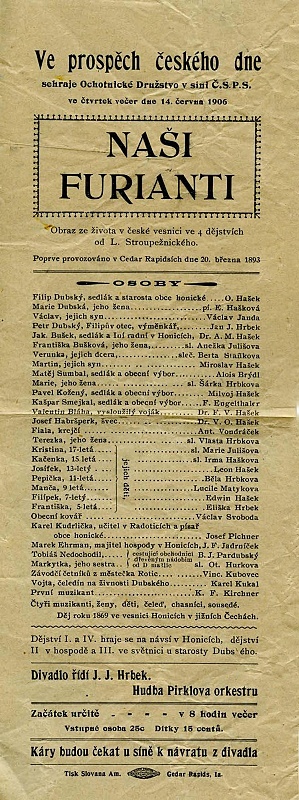 Ve prospěch českého dne
sehraje Ochotnické Družstvo v síni Č.S.P.S.
ve čtvrtek večer dne 14. června 1906
NAŠI
FURIANTI
Obraz ze života v české vesnici ve 4 dějstvích
od L. Stroupežnického.
Poprve provozováno v Cedar Rapidsích dne 20. března 1893
OSOBY
Filip Dubský, sedlák a starosta obce honické.....O. Hašek
Marie Dubská, jeho žena..........pí. E. Hašková
Václav, jejich syn..........Václav Janda
Petr Dubský, Filipův otec, výměnkář..........Jan J. Hrbek
Jak. Bušek, sedlák a I-ní radní v Honicích, Dr. A. M. Hašek
Františka Bušková, jeho žena,..........sl. Anežka Julišova
Verunka, jejich dcera,..........sleč. Berta Staňkova
Martin, jejich syn..........Miroslav Hašek
Matěj Šumbal, sedlák a obecní výbor..........Alois Brýdl
Marie, jeho žena..........sl. Šárka Hrbkova
Pavel Kožený, sedlák a obecní výbor..........Milvoj Hašek
Kašpar Smejkal, sedlák a obecní výbor..........F. Engelthaler
Valentin Bláha, vysloužilý voják..........Dr. F. V. Hašek
Josef Habršperk, švec..........Dr. V. O. Hašek
Fiala, krejčí..........Ant. Vondráček
Terezka, jeho žena..........sl. Vlasta Hrbkova
Kristina, 17-letá..........sl. Marie Julišova
Kačenka, 15-letá..........sl. Irma Haškova
Josífek, 13-letý..........Leon Hašek
Pepička, 11-letá..........Běla Hrbkova
Manča, 9 letá..........Lucile Matykova
Filípek, 7-letý..........Edwin Hašek
Františka, 5 letá..........Eliška Hrbek
jejich děti,
Obecní kovář..........Václav Svoboda
Karel Kudrlička, učitel v Radoticích a písař
obce honické..........Josef Pichner
Marek Ehrman, majitel hospody v Honicích, J. F. Jadrníček
Tobiáš Nedochodil.. cestující obchodníci B. J. Pardubský
dřevěným nádobím
Markytka, jeho sestra od D mažlic sl. Ot. Hurkova
Závodčí četníků z městečka Rotic..........Vinc. Kubovec
Vojta, čeledín na živnosti Dubského..........Karel Kukal
První muzikant..........K. F. Kirchner
Čtyři muzikanti, ženy, děti, čeleď, chasníci, sousedé.
Děj roku 1869 ve vesnici Honicích v jižních Čechách.
Dějství I. a IV. hraje se na návsi v Honicích, dějství
II v hospodě a III. ve světnici u starosty Dubského.
Divadlo řídí J. J. Hrbek.
Hudba Pirklova orkestru
Začátek určitě - - - - v 8 hodin večer
Vstupné osoba 25c Dítky 15 centů.
Káry budou čekat u síně k návratu z divadla
Tisk Slovana Am. Cedar Rapids, Ia.